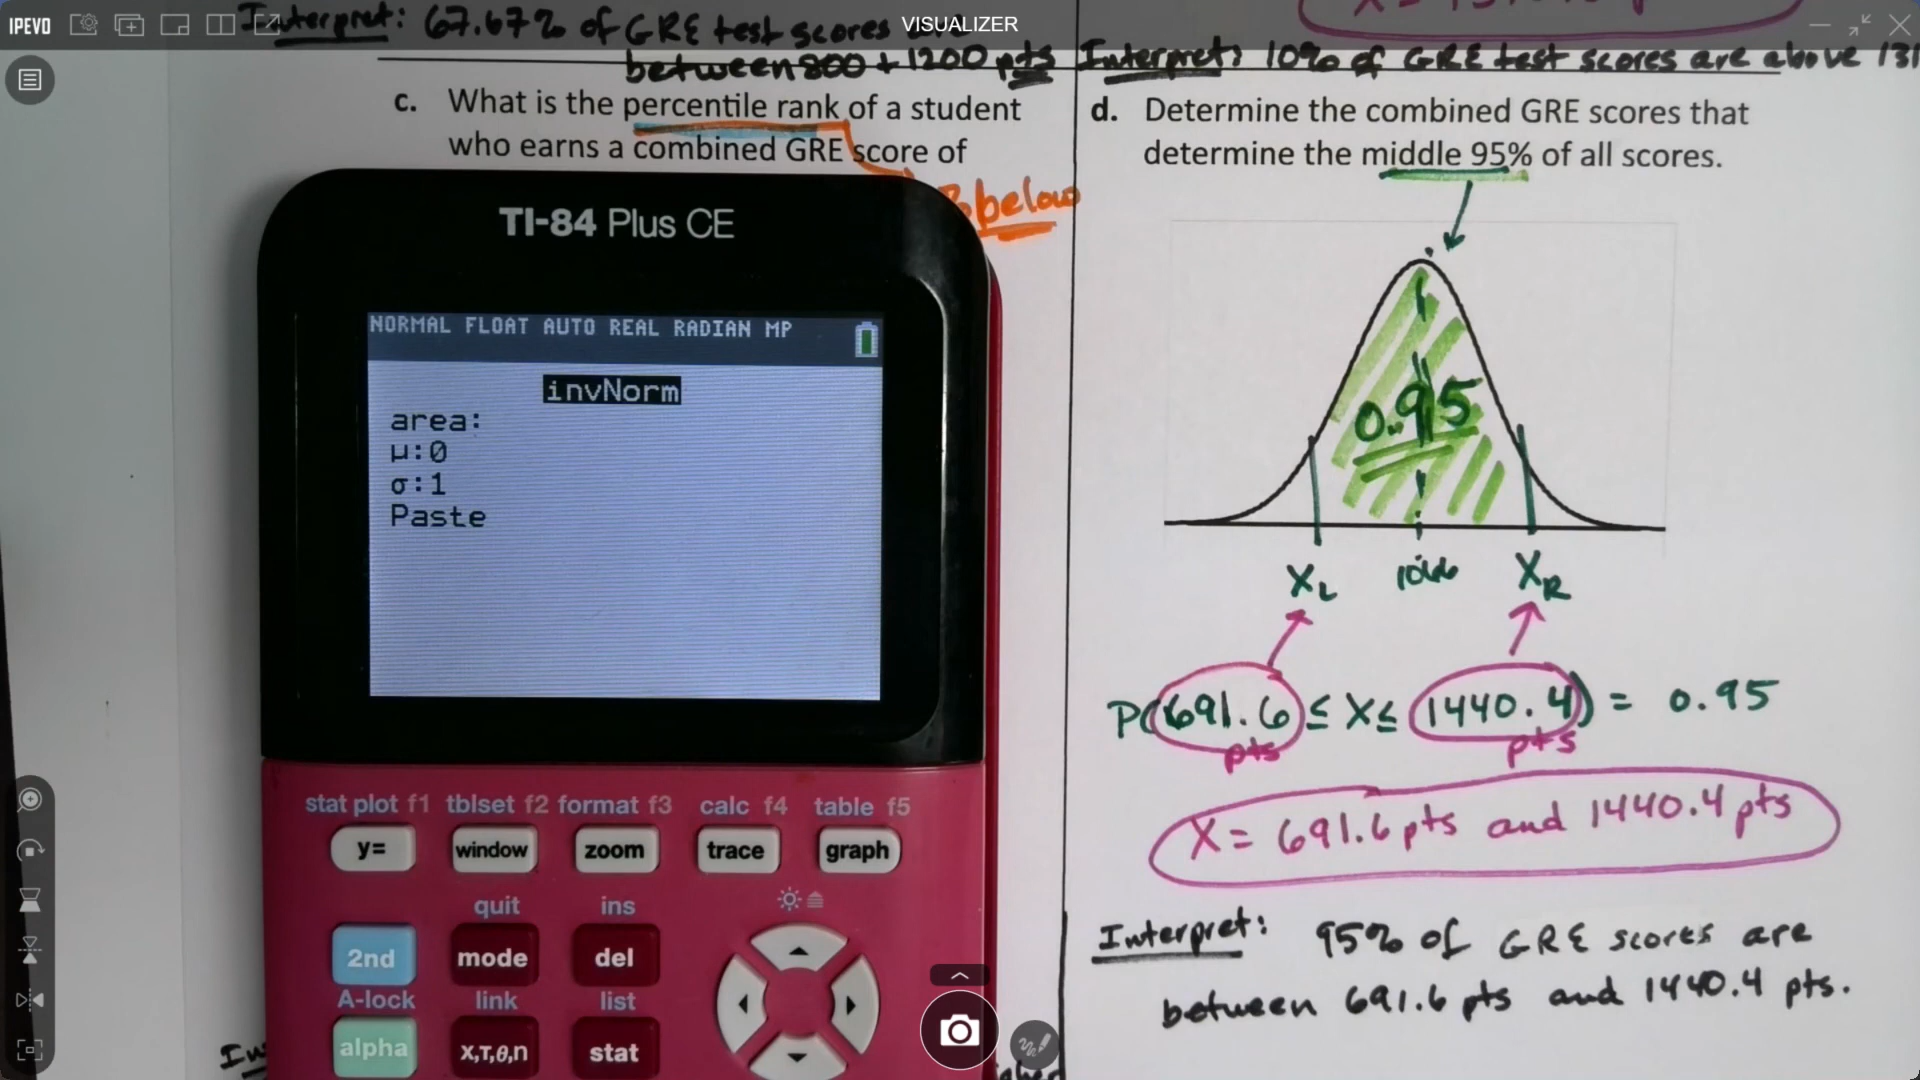 IPEVO
VISUALIZER
Interpret: 67.67% of GRE test scores
between 800 + 1200 pts
Interpret: 10% of GRE test scores are above 131
c. What is the percentile rank of a student
who earns a combined GRE score of
below
d. Determine the combined GRE scores that
determine the middle 95% of all scores.
TI-84 Plus CE
NORMAL FLOAT AUTO REAL RADIAN MP
invNorm
area:
μ:0
σ:1
Paste
stat plot f1 tblset f2 format f3 calc f4 table f5
y= window zoom trace graph
quit ins
2nd mode del
A-lock link list
alpha X,T,θ,n stat
0.95
XL 1066 XR
P(691.6 ≤ X ≤ 1440.4) = 0.95
pts pts
X = 691.6 pts and 1440.4 pts
Interpret: 95% of GRE scores are
between 691.6 pts and 1440.4 pts.